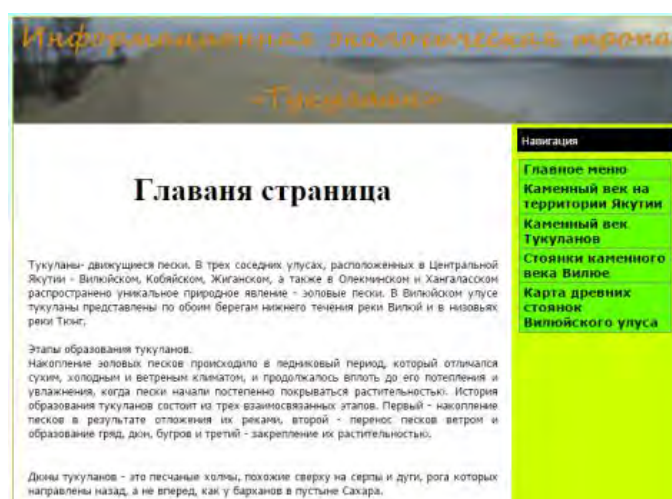 Информационная экологическая тропа
-Тукуланы-
Главаня страница
Тукуланы- движущиеся пески. В трех соседних улусах, расположенных в Центральной
Якутии - Вилюйском, Кобяйском, Жиганском, а также в Олекминском и Хангаласском
распространено уникальное природное явление - эоловые пески. В Вилюйском улусе
тукуланы представлены по обоим берегам нижнего течения реки Вилюй и в низовьях
реки Тюнг.
Этапы образования тукуланов.
Накопление эоловых песков происходило в ледниковый период, который отличался
сухим, холодным и ветреным климатом, и продолжалось вплоть до его потепления и
увлажнения, когда пески начали постепенно покрываться растительностью. История
образования тукуланов состоит из трех взаимосвязанных этапов. Первый - накопление
песков в результате отложения их реками, второй - перенос песков ветром и
образование гряд, дюн, бугров и третий - закрепление их растительностью.
Дюны тукуланов - это песчаные холмы, похожие сверху на серпы и дуги, рога которых
направлены назад, а не вперед, как у барханов в пустыне Сахара.
Навигация
Главное меню
Каменный век на
территории Якутии
Каменный век
Тукуланов
Стоянки каменного
века Вилюе
Карта древних
стоянок
Вилюйского улуса